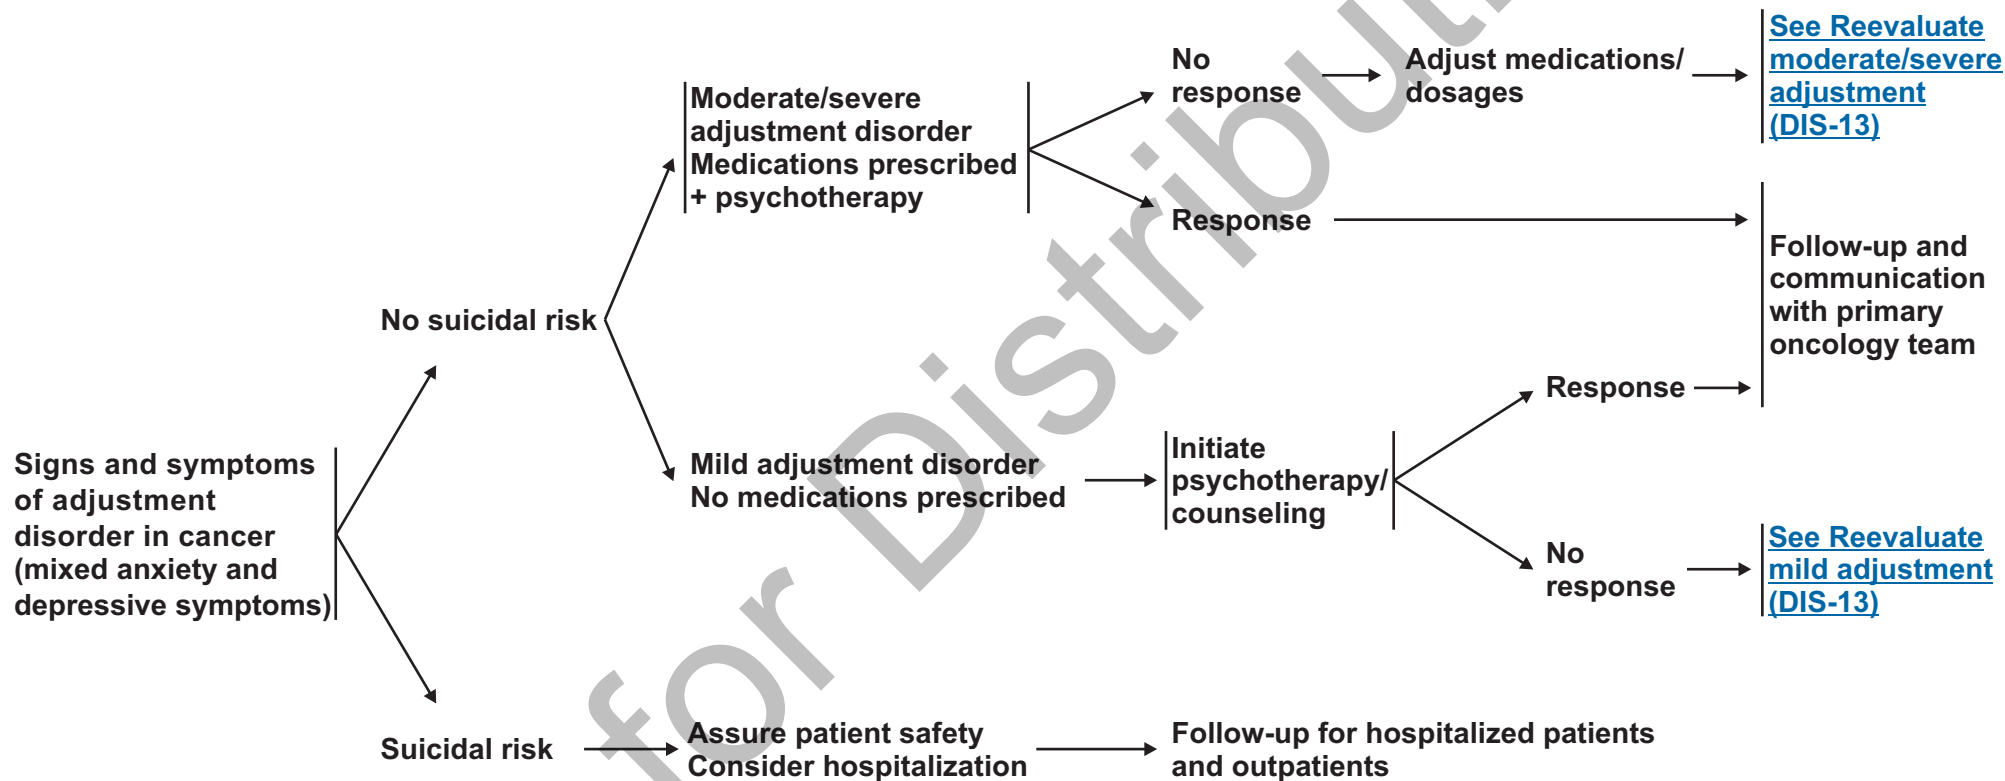 Signs and symptoms
of adjustment
disorder in cancer
(mixed anxiety and
depressive symptoms)
No suicidal risk
Moderate/severe
adjustment disorder
Medications prescribed
+ psychotherapy
No
response
Adjust medications/
dosages
See Reevaluate
moderate/severe
adjustment
(DIS-13)
Response
Follow-up and
communication
with primary
oncology team
Mild adjustment disorder
No medications prescribed
Initiate
psychotherapy/
counseling
Response
No
response
See Reevaluate
mild adjustment
(DIS-13)
Suicidal risk
Assure patient safety
Consider hospitalization
Follow-up for hospitalized patients
and outpatients
for Distribut